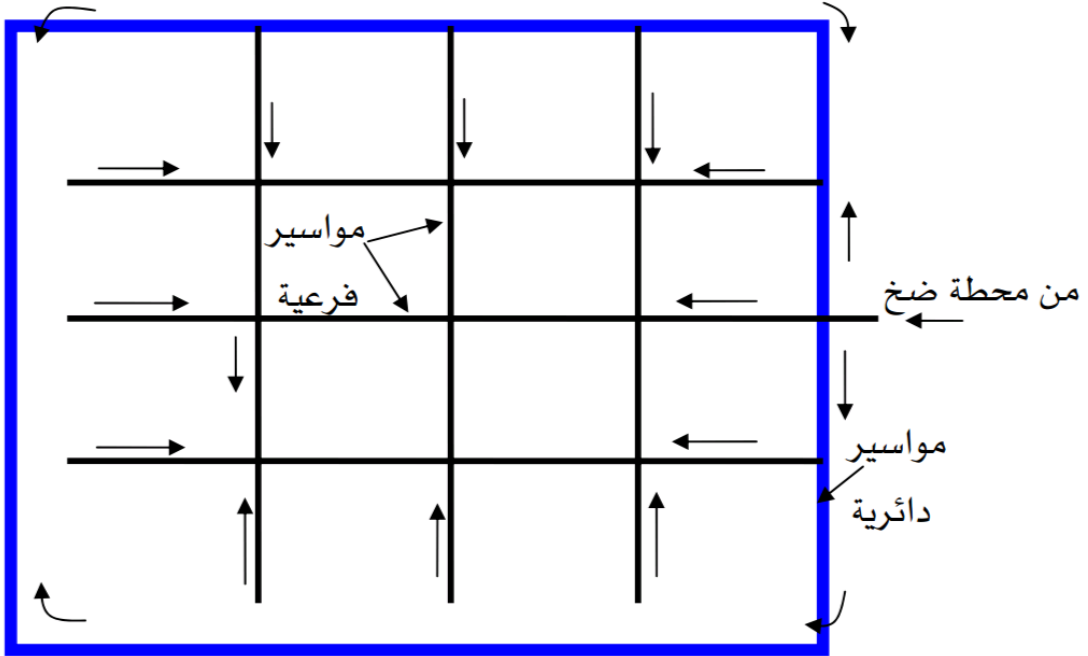 مواسير
فرعية
من محطة ضخ
مواسير
دائرية